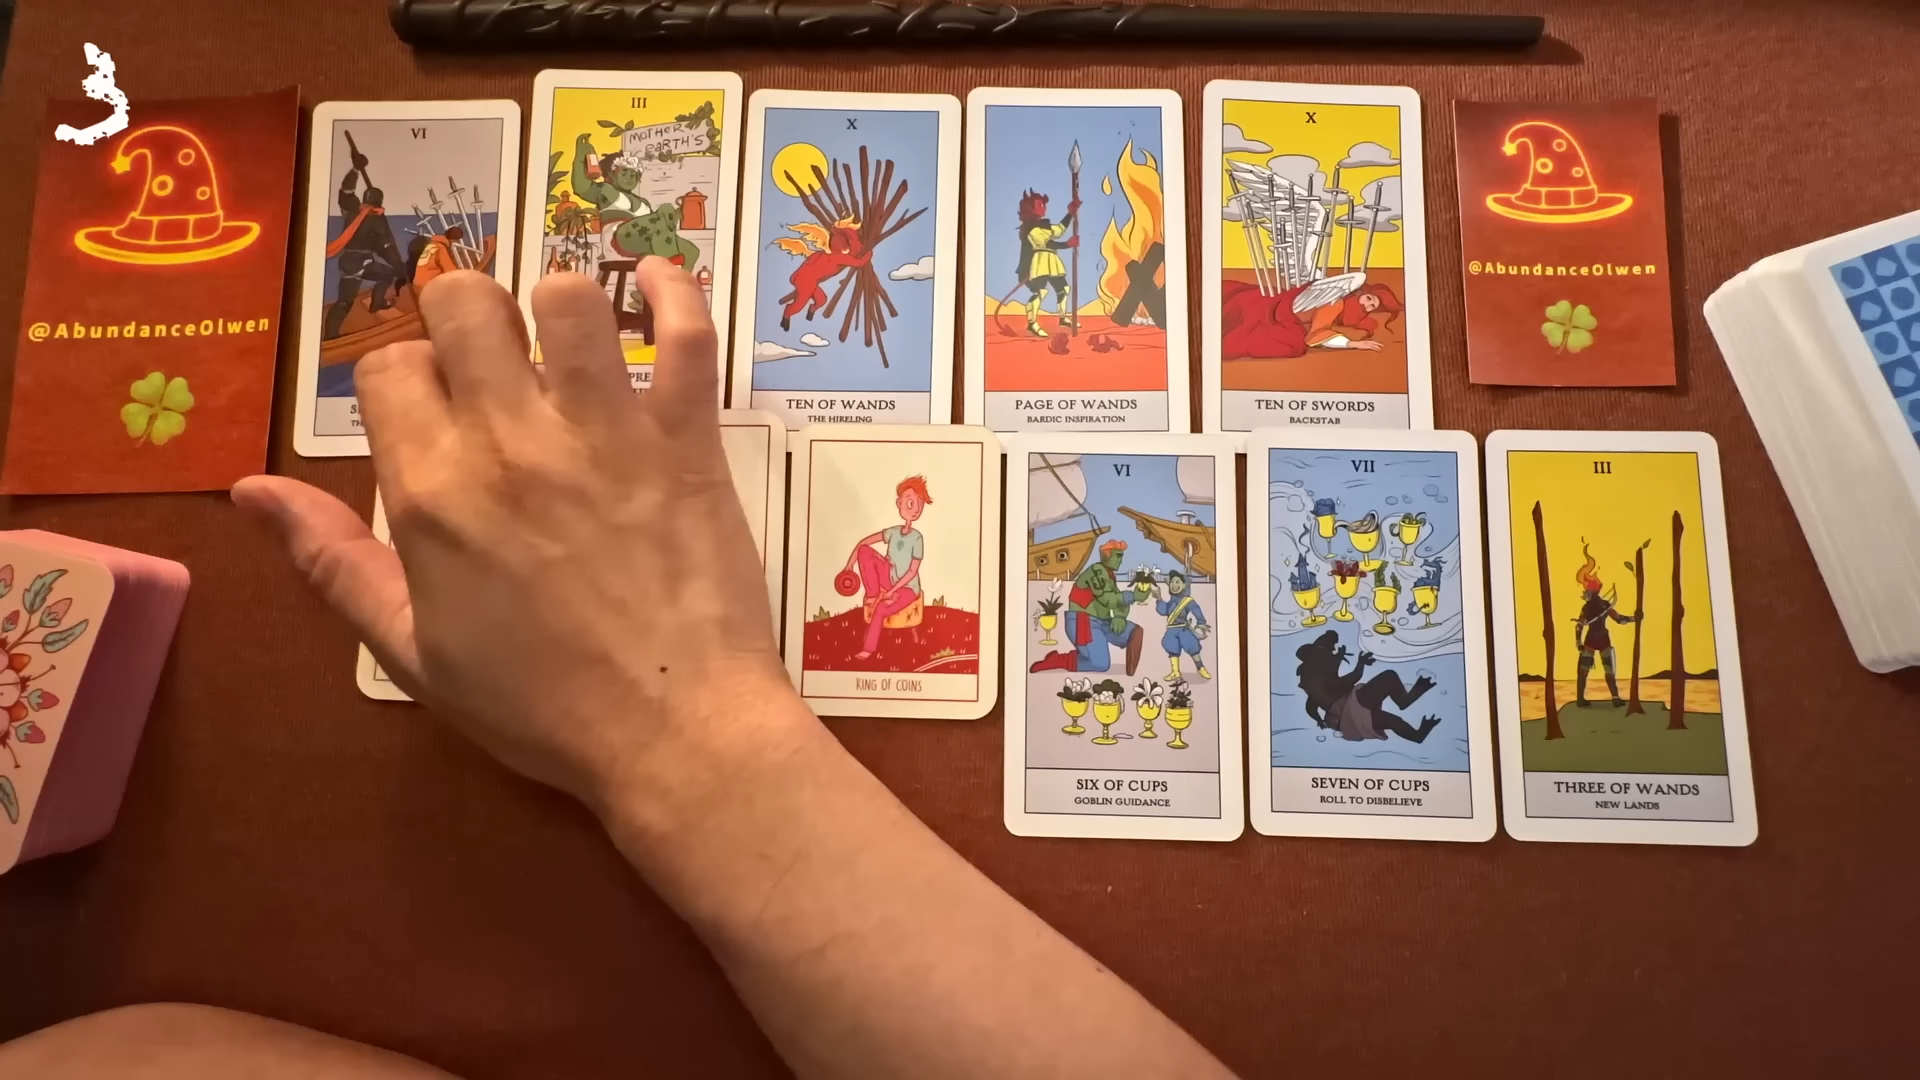 3
@AbundanceOlwen
VI
III
MOTHER
EARTH'S
X
TEN OF WANDS
THE HIRELING
PAGE OF WANDS
BARDIC INSPIRATION
X
TEN OF SWORDS
BACKSTAB
@AbundanceOlwen
KING OF COINS
VI
SIX OF CUPS
GOBLIN GUIDANCE
VII
SEVEN OF CUPS
ROLL TO DISBELIEVE
III
THREE OF WANDS
NEW LANDS